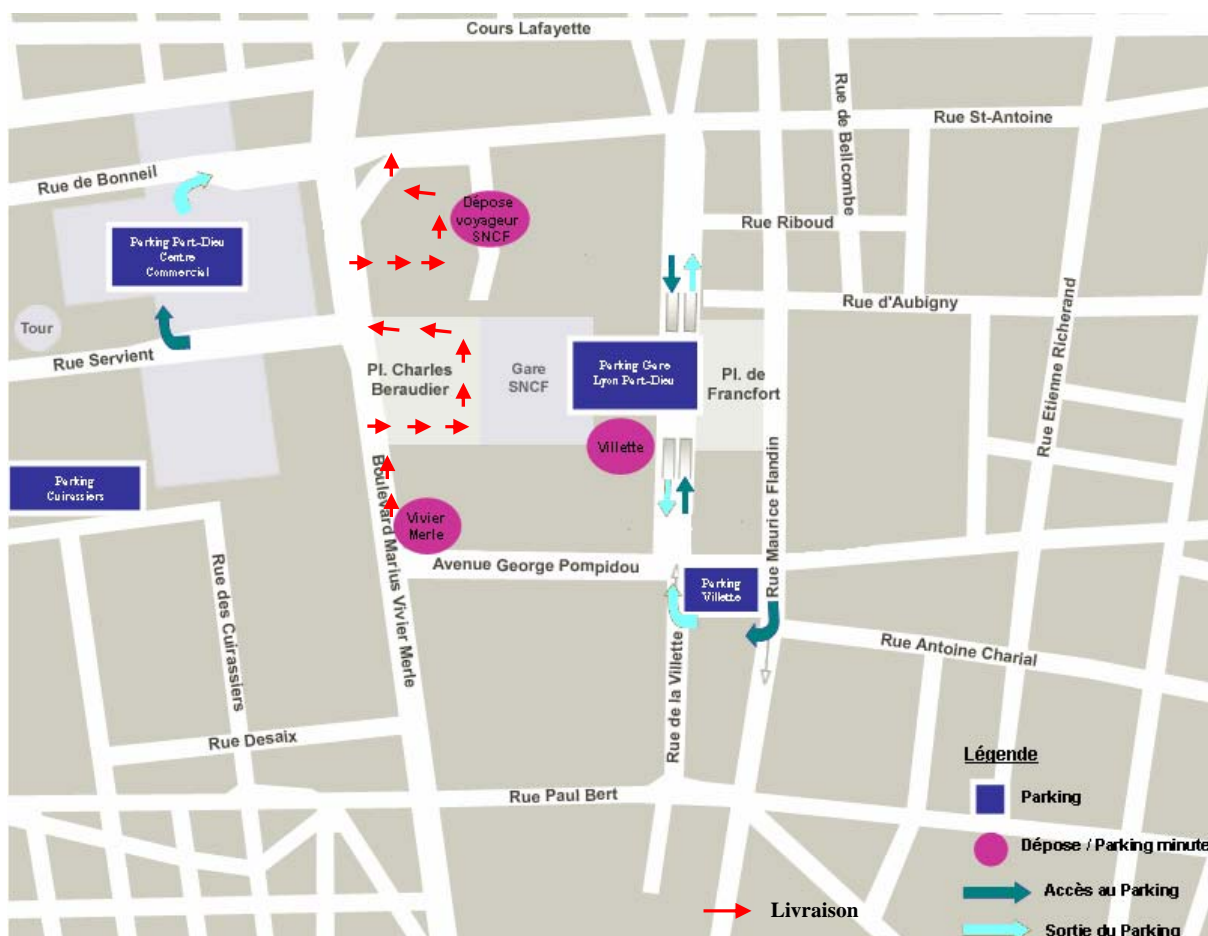 Cours Lafayette
Rue de Bellcombe
Rue St-Antoine
Rue de Bonneil
Dépose
voyageur
SNCF
Rue Riboud
Parking Part-Dieu
Centre
Commercial
Rue d'Aubigny
Tour
Rue Servient
Pl. Charles
Beraudier
Gare
SNCF
Parking Gare
Lyon Part-Dieu
Pl. de
Francfort
Rue Etienne Richerand
Villette
Parking
Cuirassiers
Boulevard Marius Vivier Merle
Vivier
Merle
Rue Maurice Flandin
Avenue George Pompidou
Parking
Villette
Rue des Cuirassiers
Rue Antoine Charial
Rue de la Villette
Rue Desaix
Rue Paul Bert
Légende
Parking
Dépose / Parking minute
Accès au Parking
Livraison
Sortie du Parking